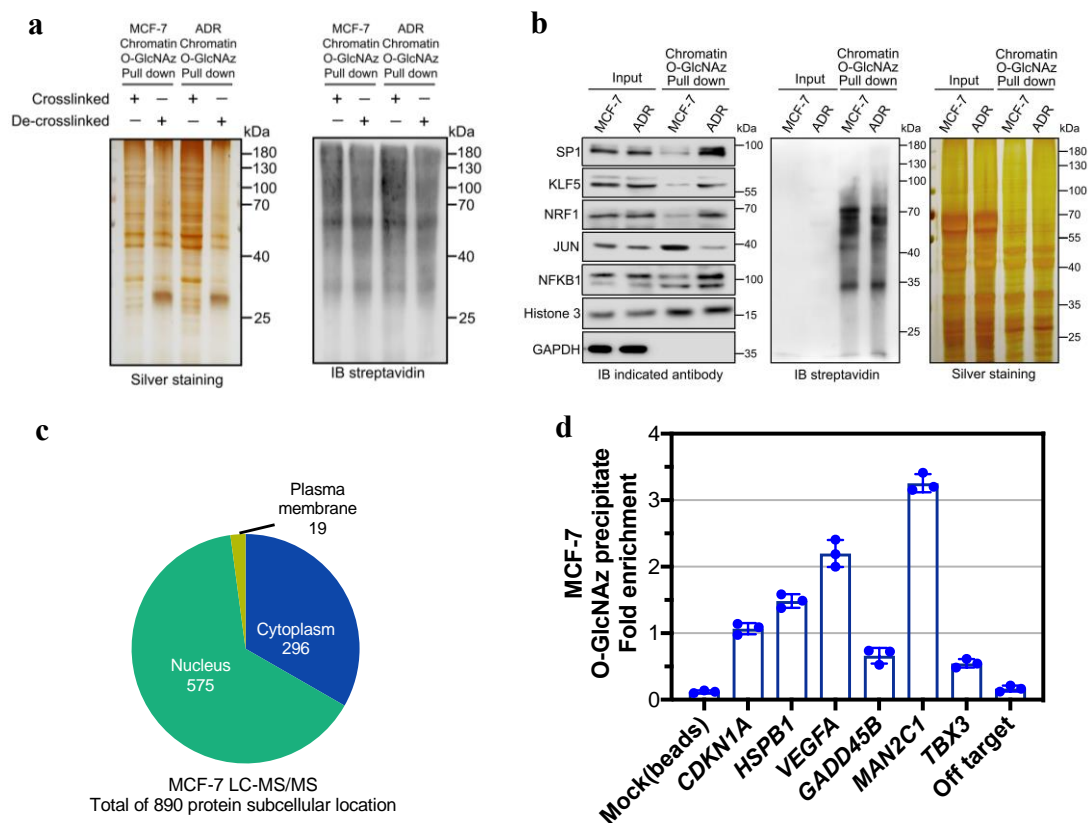 a
MCF-7 ADR
Chromatin Chromatin
O-GlcNAz O-GlcNAz
Pull down Pull down
Crosslinked + – + –
De-crosslinked – + – +
kDa
180
130
100
70
40
25
Silver staining
MCF-7 ADR
Chromatin Chromatin
O-GlcNAz O-GlcNAz
Pull down Pull down
+ – + –
– + – +
kDa
180
130
100
70
40
25
IB streptavidin
b
Input
Chromatin
O-GlcNAz
Pull down
MCF-7 ADR MCF-7 ADR
kDa
SP1
100
KLF5
55
NRF1
70
JUN
40
NFKB1
100
Histone 3
15
GAPDH
35
IB indicated antibody
Input
Chromatin
O-GlcNAz
Pull down
MCF-7 ADR MCF-7 ADR
kDa
180
130
100
70
55
40
35
25
IB streptavidin
Input
Chromatin
O-GlcNAz
Pull down
MCF-7 ADR MCF-7 ADR
kDa
180
130
100
70
55
40
35
25
Silver staining
c
Plasma
membrane
19
Cytoplasm
296
Nucleus
575
MCF-7 LC-MS/MS
Total of 890 protein subcellular location
d
MCF-7
O-GlcNAz precipitate
Fold enrichment
4
3
2
1
0
Mock(beads)
CDKN1A
HSPB1
VEGFA
GADD45B
MAN2C1
TBX3
Off target